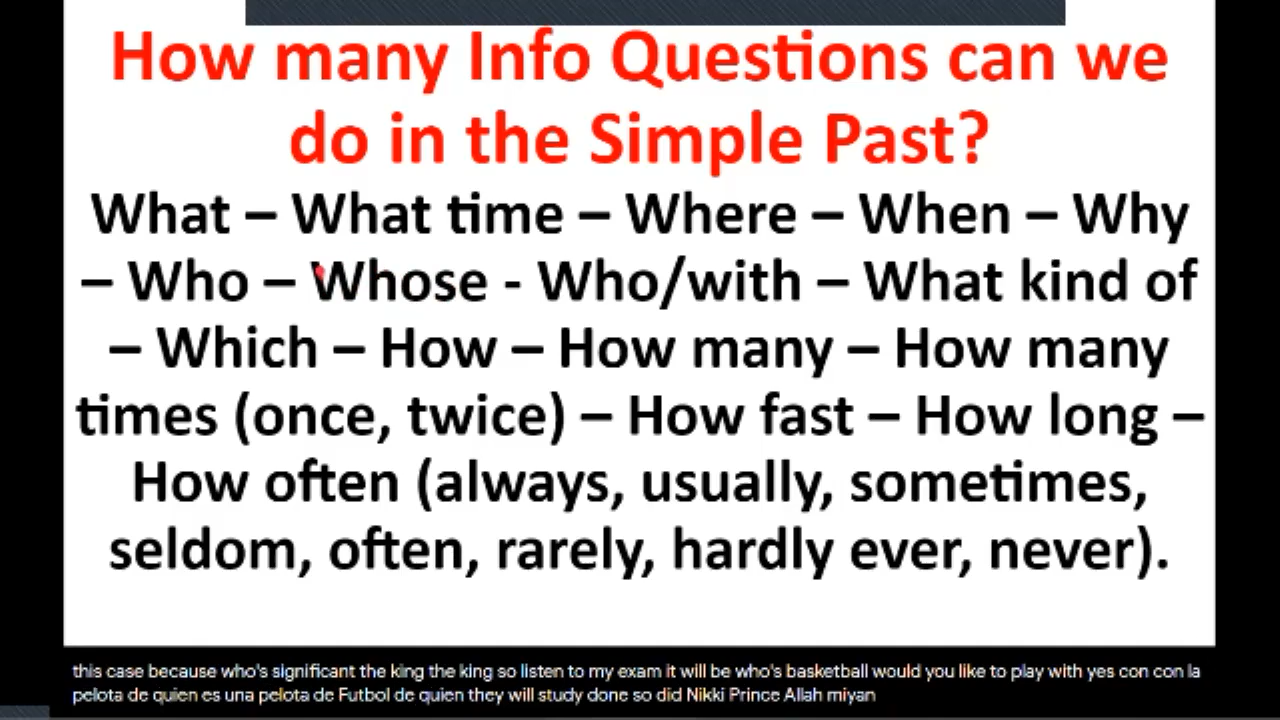 How many Info Questions can we
do in the Simple Past?
What – What time – Where – When – Why
– Who – Whose - Who/with – What kind of
– Which – How – How many – How many
times (once, twice) – How fast – How long –
How often (always, usually, sometimes,
seldom, often, rarely, hardly ever, never).
this case because who's significant the king the king so listen to my exam it will be who's basketball would you like to play with yes con con la
pelota de quien es una pelota de Futbol de quien they will study done so did Nikki Prince Allah miyan